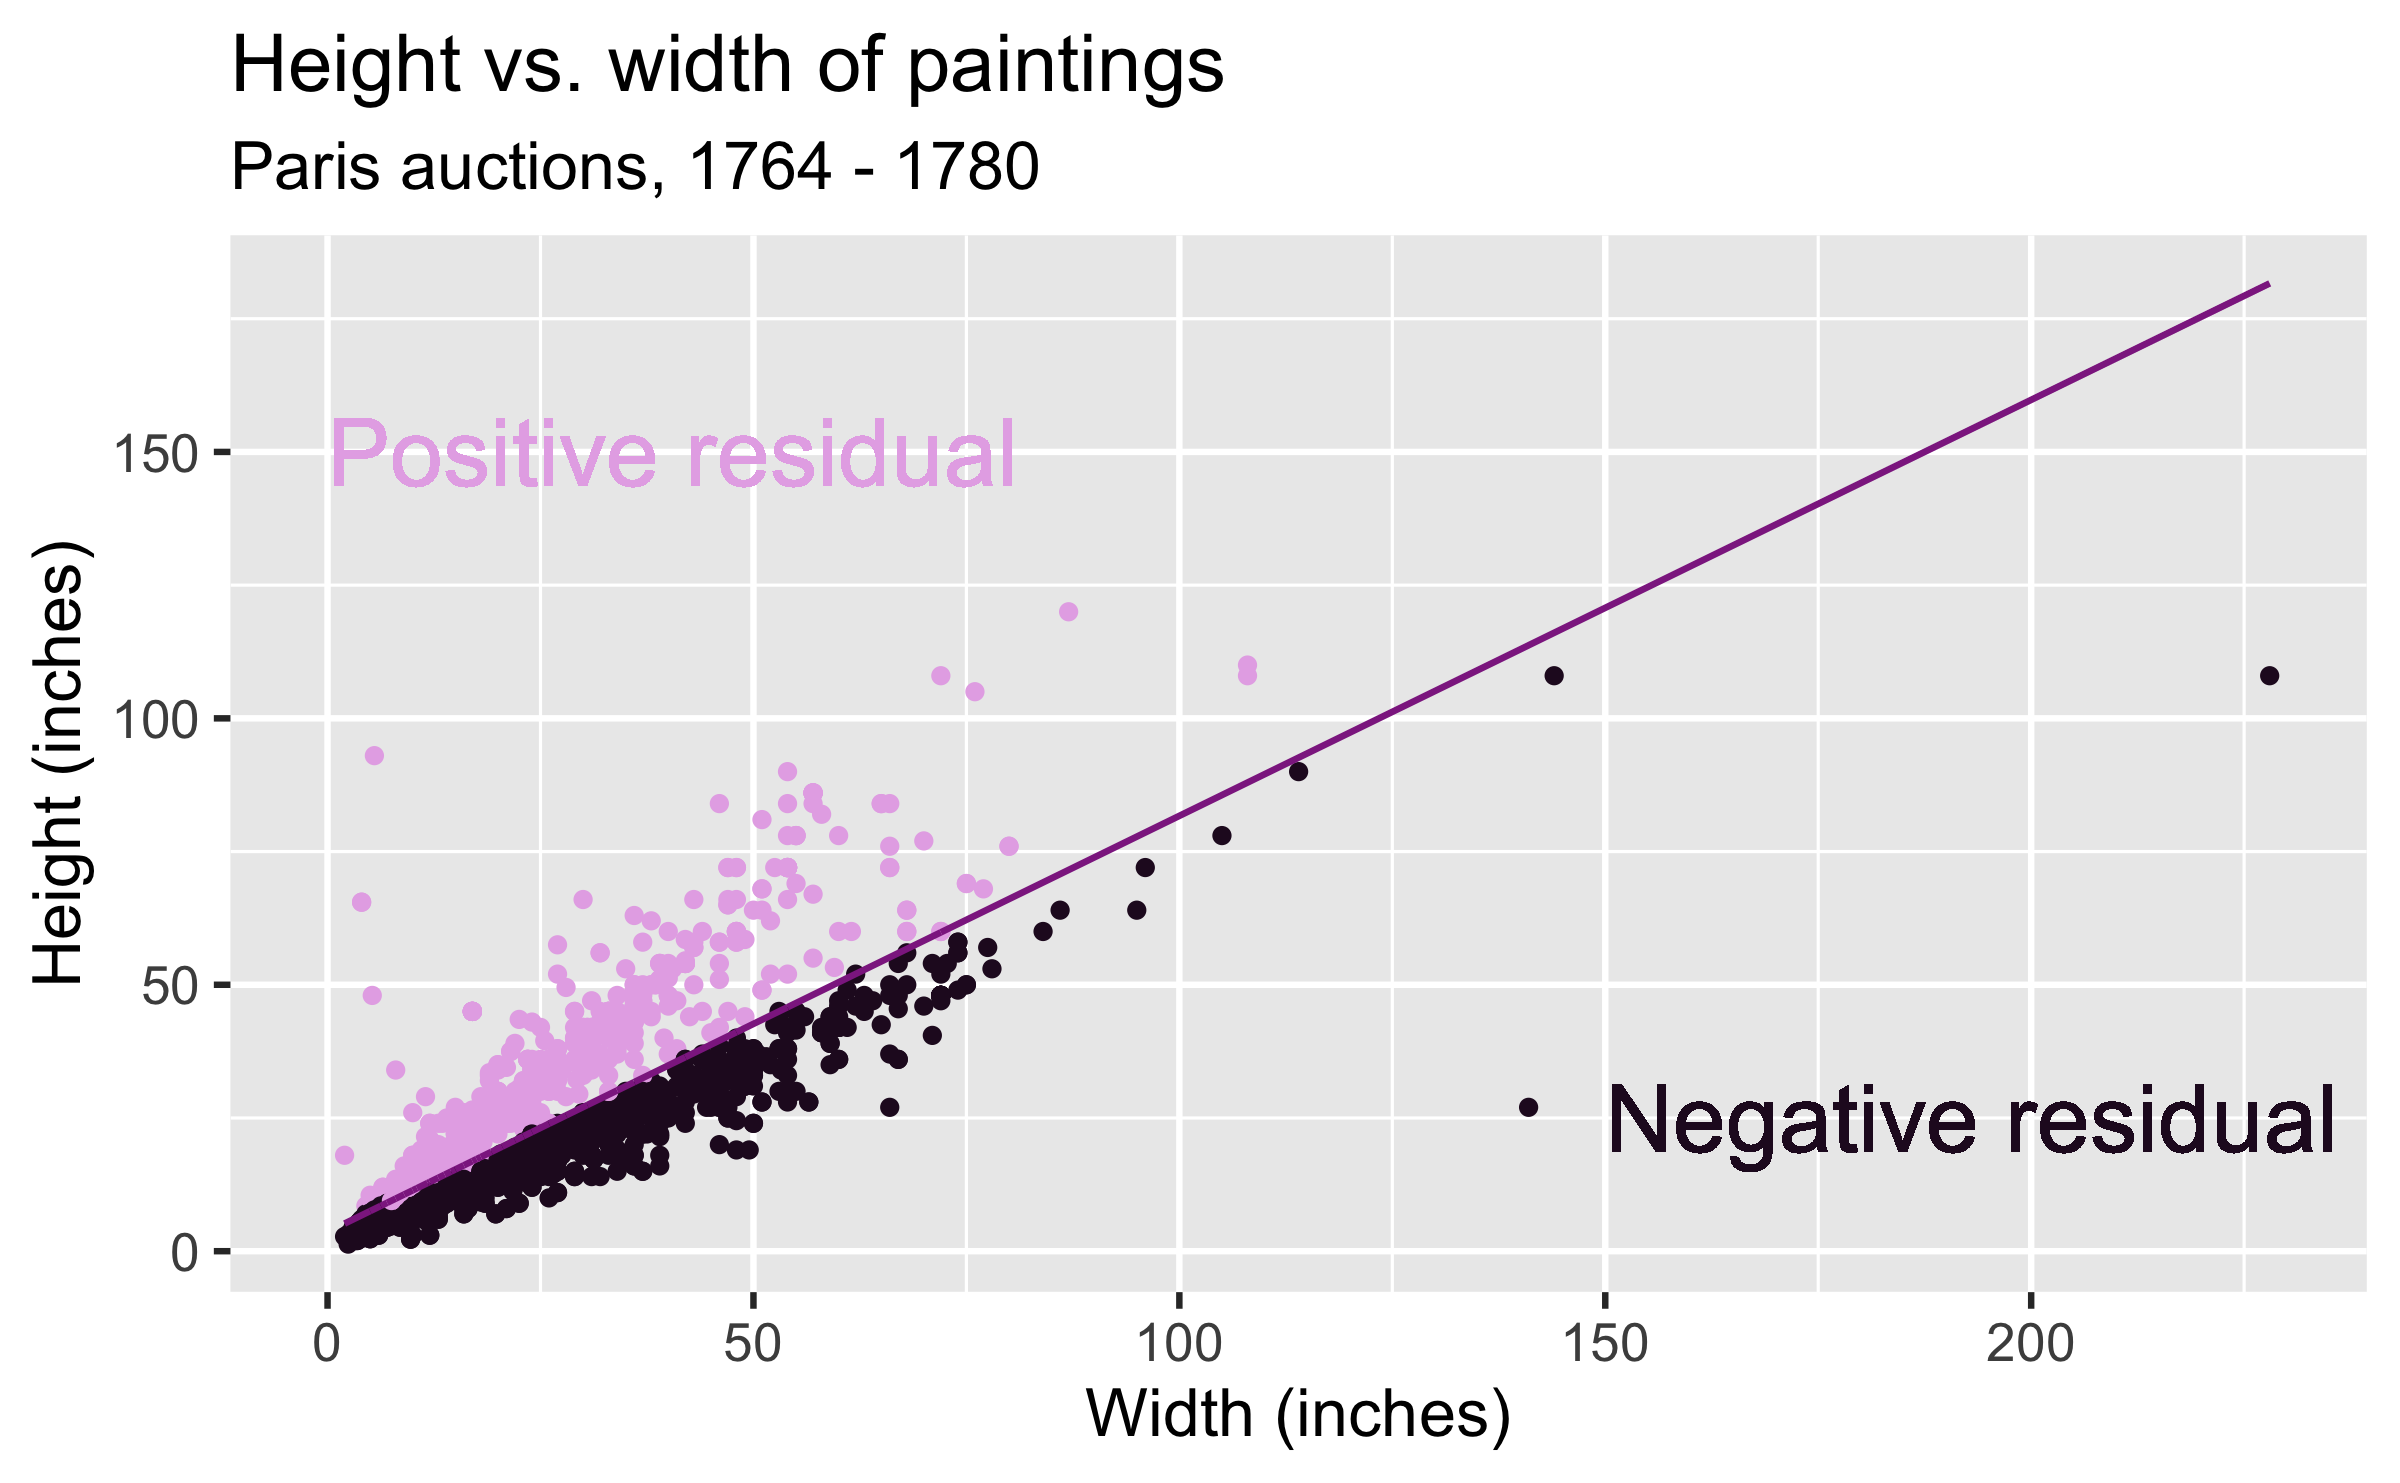 Height vs. width of paintings
Paris auctions, 1764 - 1780
Positive residual
Negative residual
150
100
50
0
Height (inches)
0 50 100 150 200
Width (inches)